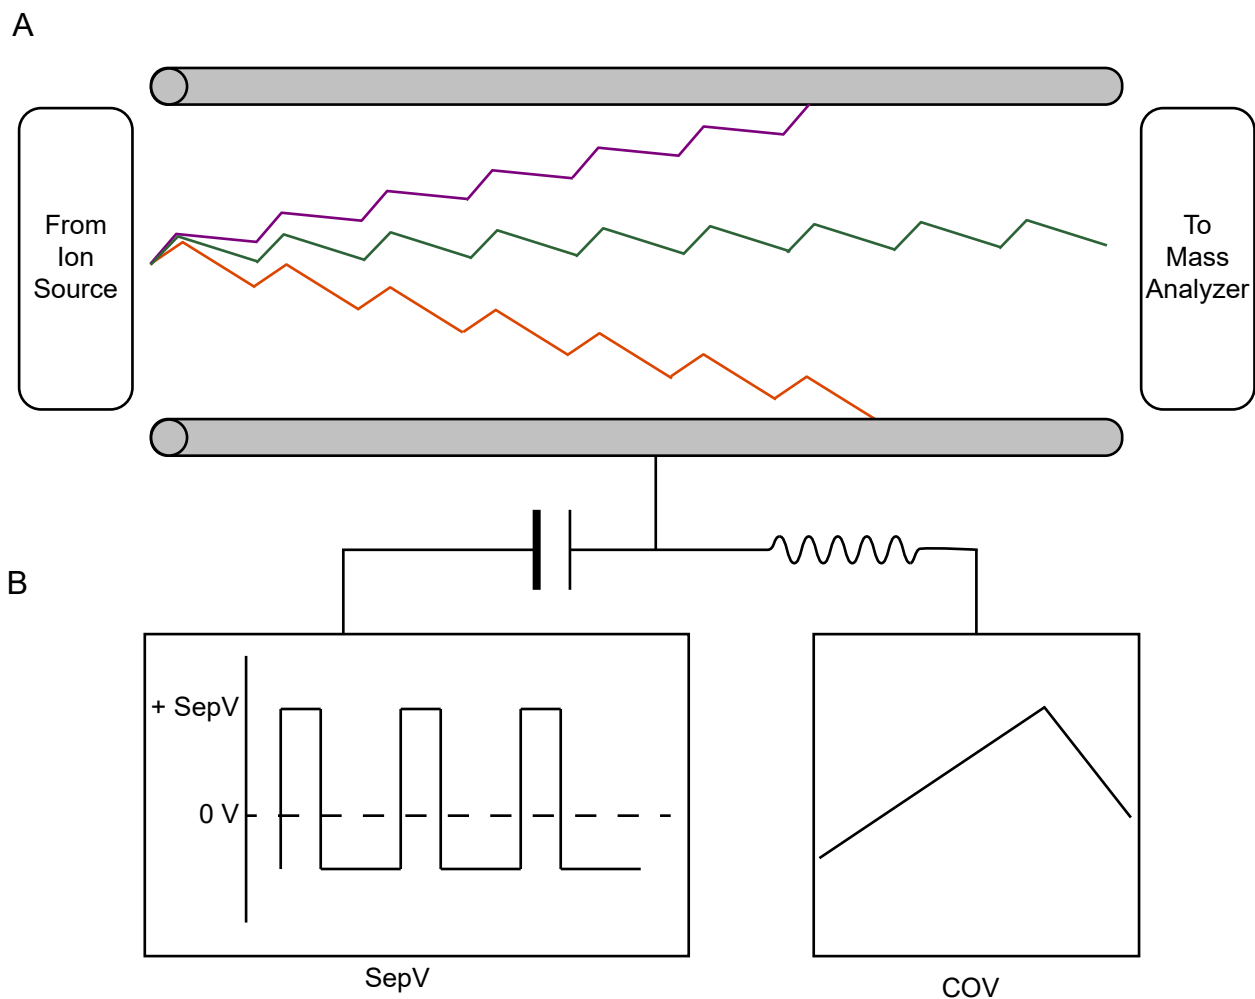 A
From
Ion
Source
To
Mass
Analyzer
B
+ SepV
0 V
SepV
COV